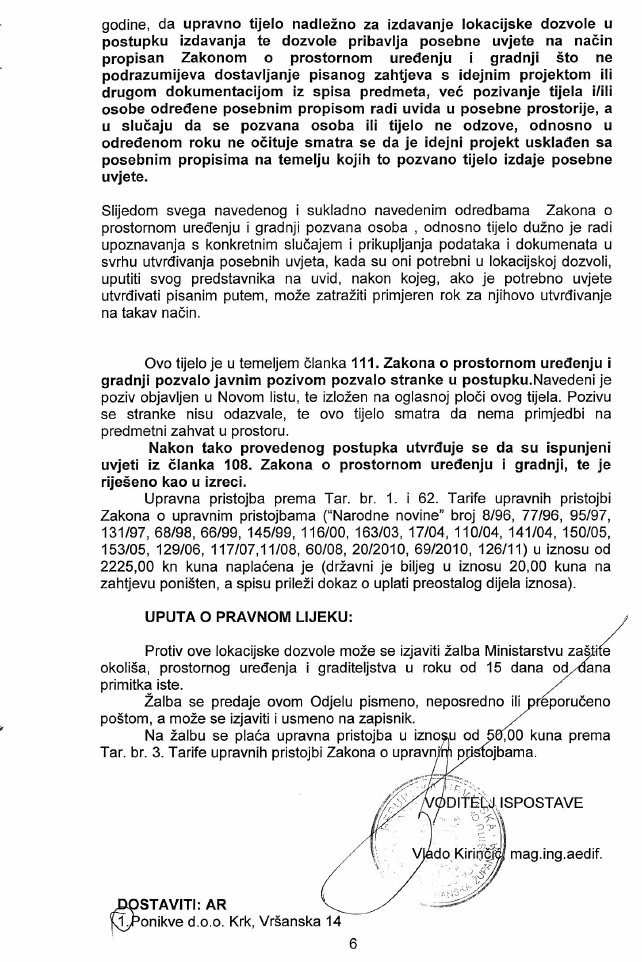 godine, da upravno tijelo nadležno za izdavanje lokacijske dozvole u
postupku izdavanja te dozvole pribavlja posebne uvjete na način
propisan Zakonom o prostornom uređenju i gradnji što ne
podrazumijeva dostavljanje pisanog zahtjeva s idejnim projektom ili
drugom dokumentacijom iz spisa predmeta, već pozivanje tijela i/ili
osobe određene posebnim propisom radi uvida u posebne prostorije, a
u slučaju da se pozvana osoba ili tijelo ne odzove, odnosno u
određenom roku ne očituje smatra se da je idejni projekt usklađen sa
posebnim propisima na temelju kojih to pozvano tijelo izdaje posebne
uvjete.
Slijedom svega navedenog i sukladno navedenim odredbama Zakona o
prostornom uređenju i gradnji pozvana osoba , odnosno tijelo dužno je radi
upoznavanja s konkretnim slučajem i prikupljanja podataka i dokumenata u
svrhu utvrđivanja posebnih uvjeta, kada su oni potrebni u lokacijskoj dozvoli,
uputiti svog predstavnika na uvid, nakon kojeg, ako je potrebno uvjete
utvrđivati pisanim putem, može zatražiti primjeren rok za njihovo utvrđivanje
na takav način.
Ovo tijelo je u temeljem članka 111. Zakona o prostornom uređenju i
gradnji pozvalo javnim pozivom pozvalo stranke u postupku.Navedeni je
poziv objavljen u Novom listu, te izložen na oglasnoj ploči ovog tijela. Pozivu
se stranke nisu odazvale, te ovo tijelo smatra da nema primjedbi na
predmetni zahvat u prostoru.
Nakon tako provedenog postupka utvrđuje se da su ispunjeni
uvjeti iz članka 108. Zakona o prostornom uređenju i gradnji, te je
riješeno kao u izreci.
Upravna pristojba prema Tar. br. 1. i 62. Tarife upravnih pristojbi
Zakona o upravnim pristojbama (“Narodne novine” broj 8/96, 77/96, 95/97,
131/97, 68/98, 66/99, 145/99, 116/00, 163/03, 17/04, 110/04, 141/04, 150/05,
153/05, 129/06, 117/07,11/08, 60/08, 20/2010, 69/2010, 126/11) u iznosu od
2225,00 kn kuna naplaćena je (državni je biljeg u iznosu 20,00 kuna na
zahtjevu poništen, a spisu prileži dokaz o uplati preostalog dijela iznosa).
UPUTA O PRAVNOM LIJEKU:
Protiv ove lokacijske dozvole može se izjaviti žalba Ministarstvu zaštite
okoliša, prostornog uređenja i graditeljstva u roku od 15 dana od dana
primitka iste.
Žalba se predaje ovom Odjelu pismeno, neposredno ili preporučeno
poštom, a može se izjaviti i usmeno na zapisnik.
Na žalbu se plaća upravna pristojba u iznosu od 50,00 kuna prema
Tar. br. 3. Tarife upravnih pristojbi Zakona o upravnim pristojbama.
VODITELJ ISPOSTAVE
Vlado Kirinčić, mag.ing.aedif.
DOSTAVITI: AR
1.Ponikve d.o.o. Krk, Vršanska 14
6